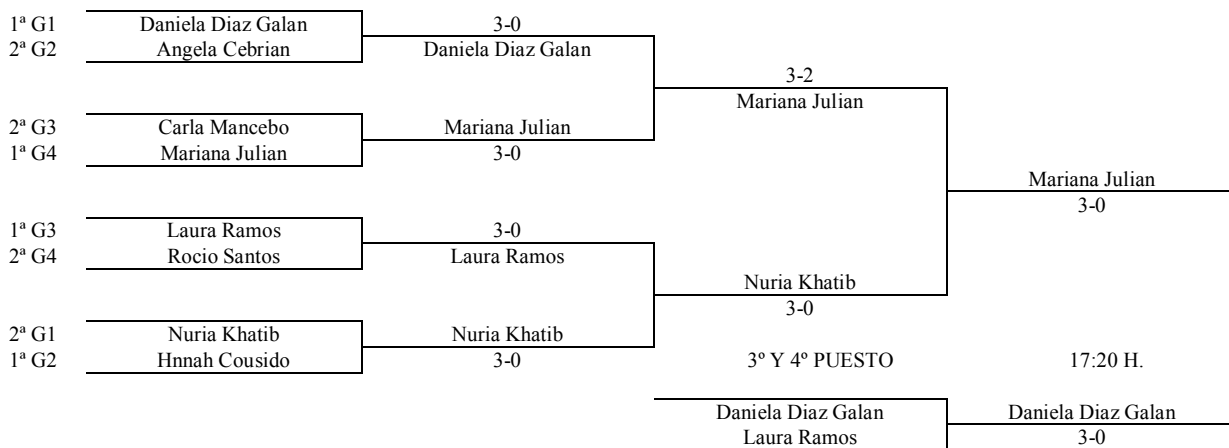 1ª G1 Daniela Diaz Galan 3-0
2ª G2 Angela Cebrian Daniela Diaz Galan
3-2
Mariana Julian
2ª G3 Carla Mancebo Mariana Julian
1ª G4 Mariana Julian 3-0
Mariana Julian
3-0
1ª G3 Laura Ramos 3-0
2ª G4 Rocio Santos Laura Ramos
Nuria Khatib
3-0
2ª G1 Nuria Khatib Nuria Khatib
1ª G2 Hnnah Cousido 3-0 3º Y 4º PUESTO 17:20 H.
Daniela Diaz Galan Daniela Diaz Galan
Laura Ramos 3-0